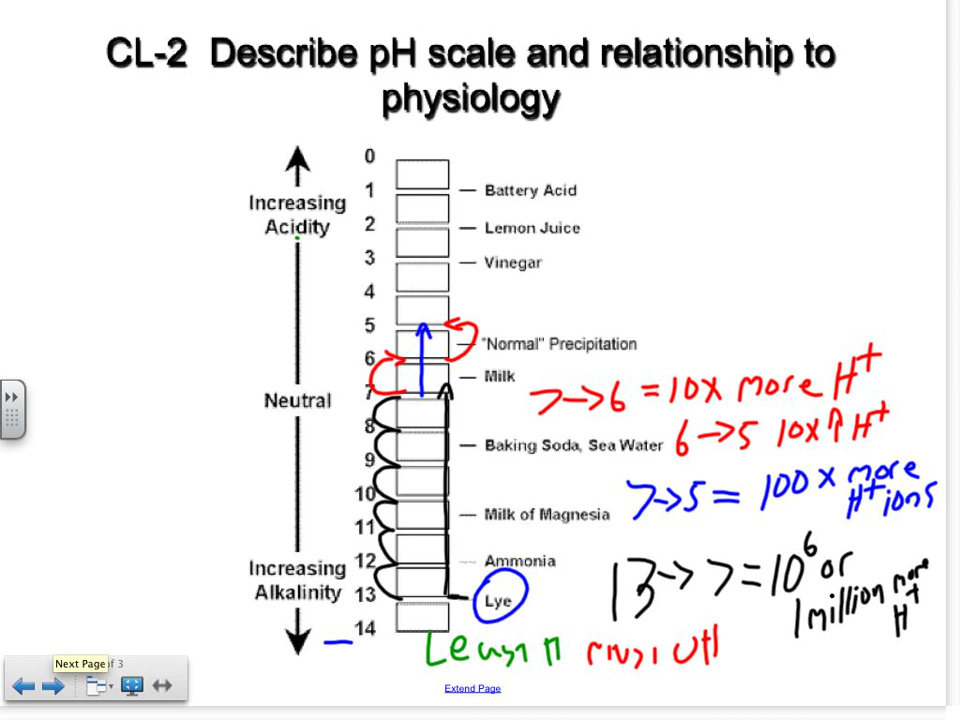 CL-2 Describe pH scale and relationship to
physiology
0
1
Battery Acid
Increasing
Acidity
2
Lemon Juice
3
Vinegar
4
5
"Normal" Precipitation
6
Milk
7
Neutral
7→6 = 10x more H+
6→5 10x↑ H+
8
Baking Soda, Sea Water
9
7→5 = 100x more
H+ ions
10
Milk of Magnesia
11
12
Ammonia
Increasing
Alkalinity
13
Lye
14
13→7 = 10^6 or
1 million more
H+
Next Page of 3
Extend Page